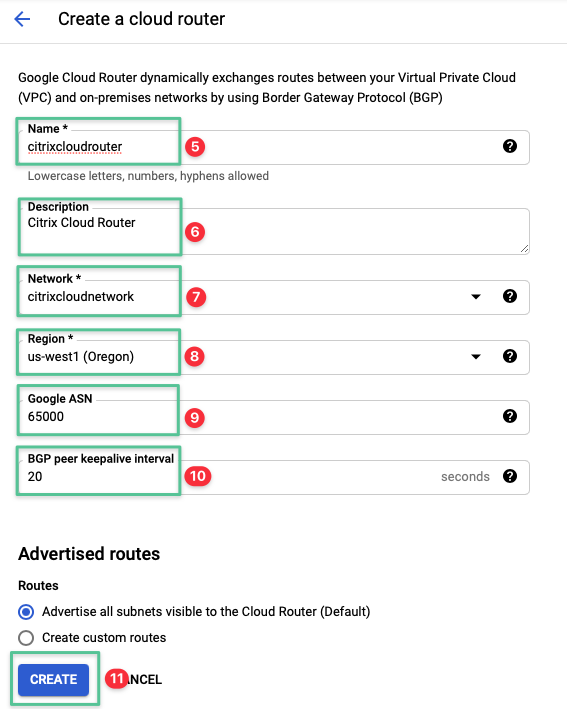 Create a cloud router
Google Cloud Router dynamically exchanges routes between your Virtual Private Cloud
(VPC) and on-premises networks by using Border Gateway Protocol (BGP)
Name *
citrixcloudrouter
5
?
Lowercase letters, numbers, hyphens allowed
Description
Citrix Cloud Router
6
Network *
citrixcloudnetwork
7
?
Region *
us-west1 (Oregon)
8
?
Google ASN
65000
9
?
BGP peer keepalive interval
20
10
seconds ?
Advertised routes
Routes
Advertise all subnets visible to the Cloud Router (Default)
Create custom routes
CREATE 11 NCEL